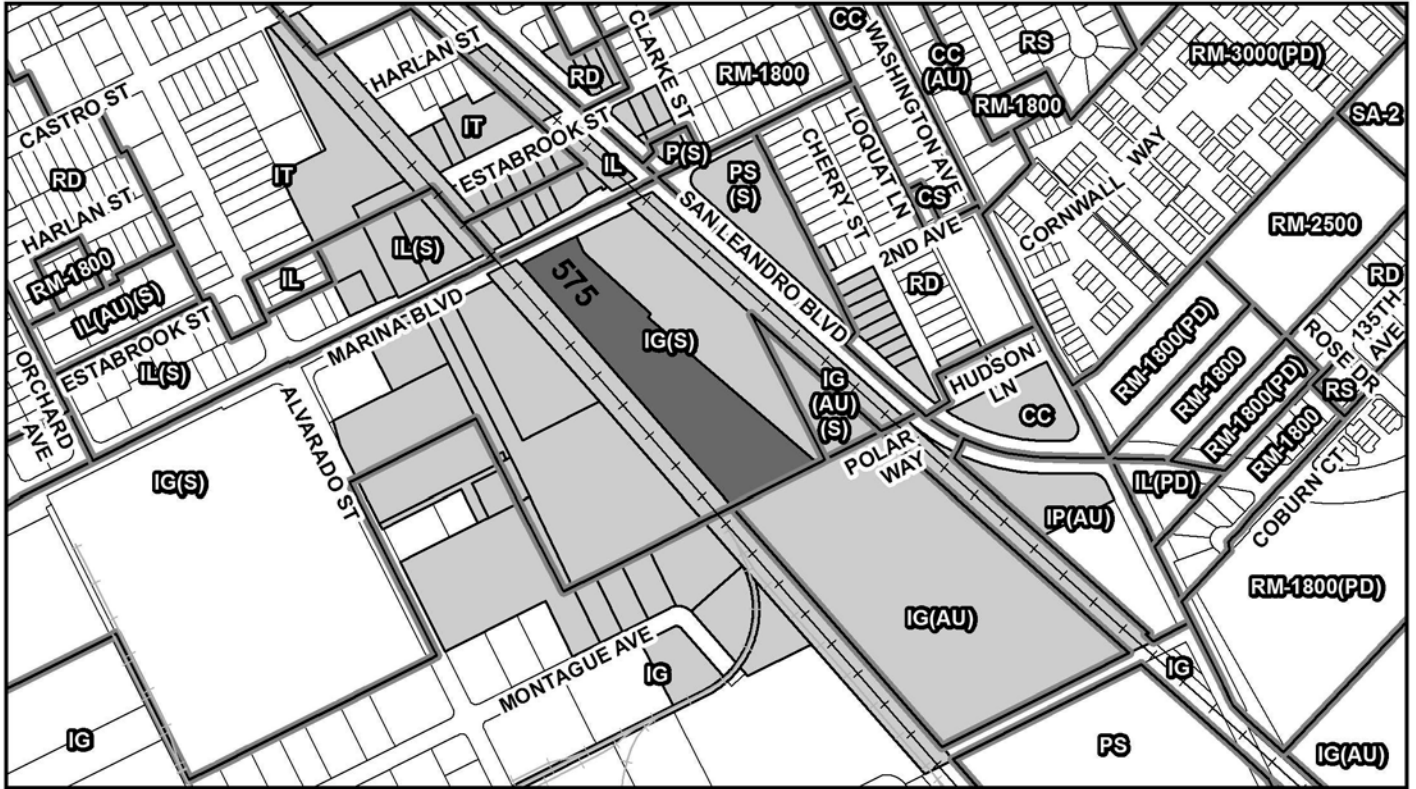 CASTRO ST
HARLAN ST
CLARKE ST
CC
WASHINGTON AVE
CC
(AU)
RS
RM-3000(PD)
RD
RM-1800
RM-1800
SA-2
IT
ESTABROOK ST
RD
IT
IL
P(S)
PS
(S)
CHERRY ST
LOQUAT LN
CS
CORNWALL WAY
RM-2500
HARLAN ST
RM-1800
IL(AU)(S)
IL
IL(S)
SAN LEANDRO BLVD
2ND AVE
RD
RD
ESTABROOK ST
IL(S)
MARINA BLVD
575
IG(S)
IG
(AU)
(S)
HUDSON LN
CC
RM-1800(PD)
RM-1800
RM-1800(PD)
RM-1800
ROSE DR
135TH AVE
RS
ORCHARD AVE
ALVARADO ST
IG(S)
POLAR WAY
IL(PD)
COBURN CT
IP(AU)
RM-1800(PD)
IG(AU)
MONTAGUE AVE
IG
IG
IG
PS
IG(AU)